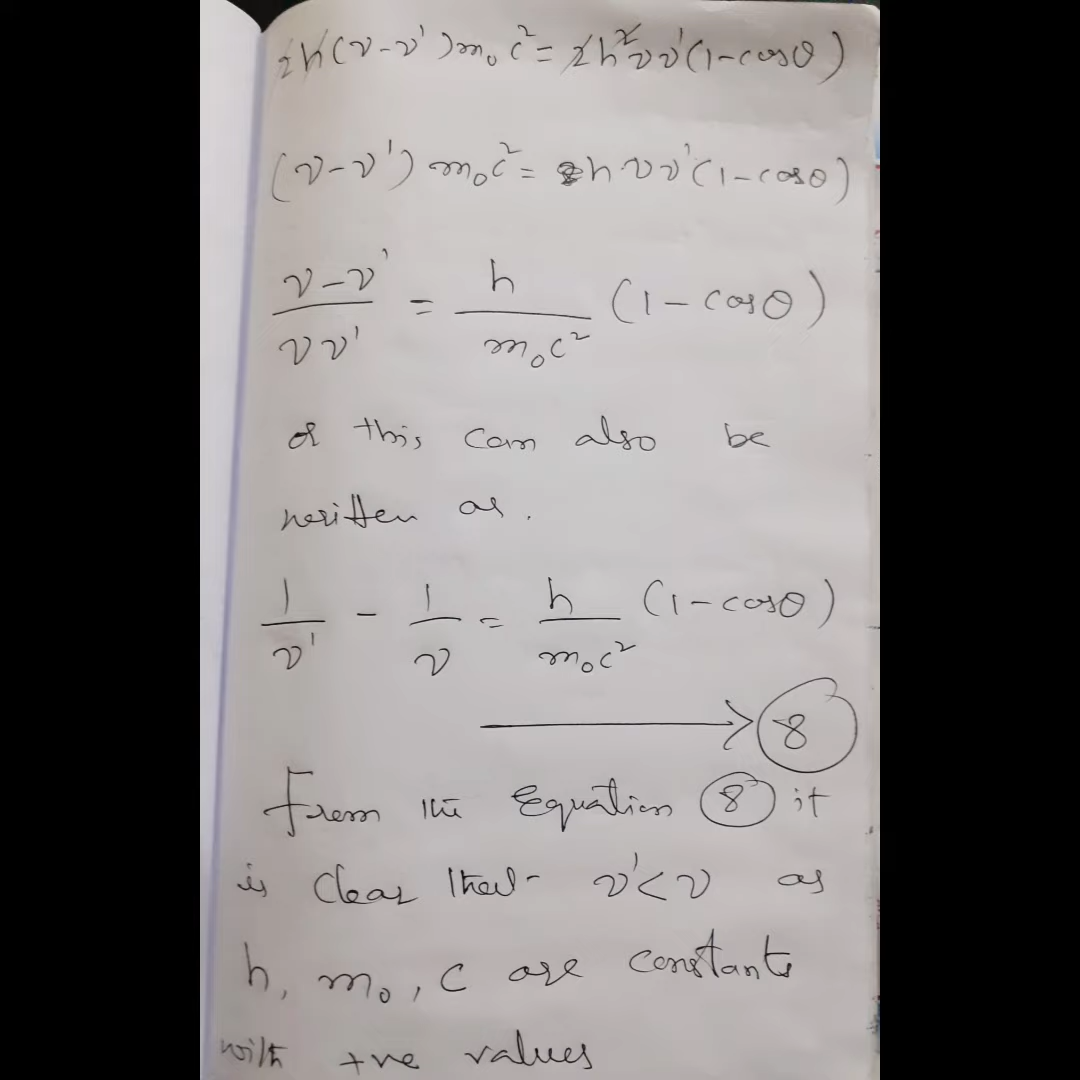 2h(ν-ν')m₀c² = 2h²νν'(1-cosθ)
(ν-ν')m₀c² = hνν'(1-cosθ)
(ν-ν')/(νν') = h/(m₀c²) (1-cosθ)
or this can also be
written as.
1/ν' - 1/ν = h/(m₀c²) (1-cosθ)
→ 8
From the Equation 8 it
is clear that ν'<ν as
h, m₀, c are constants
with +ve values